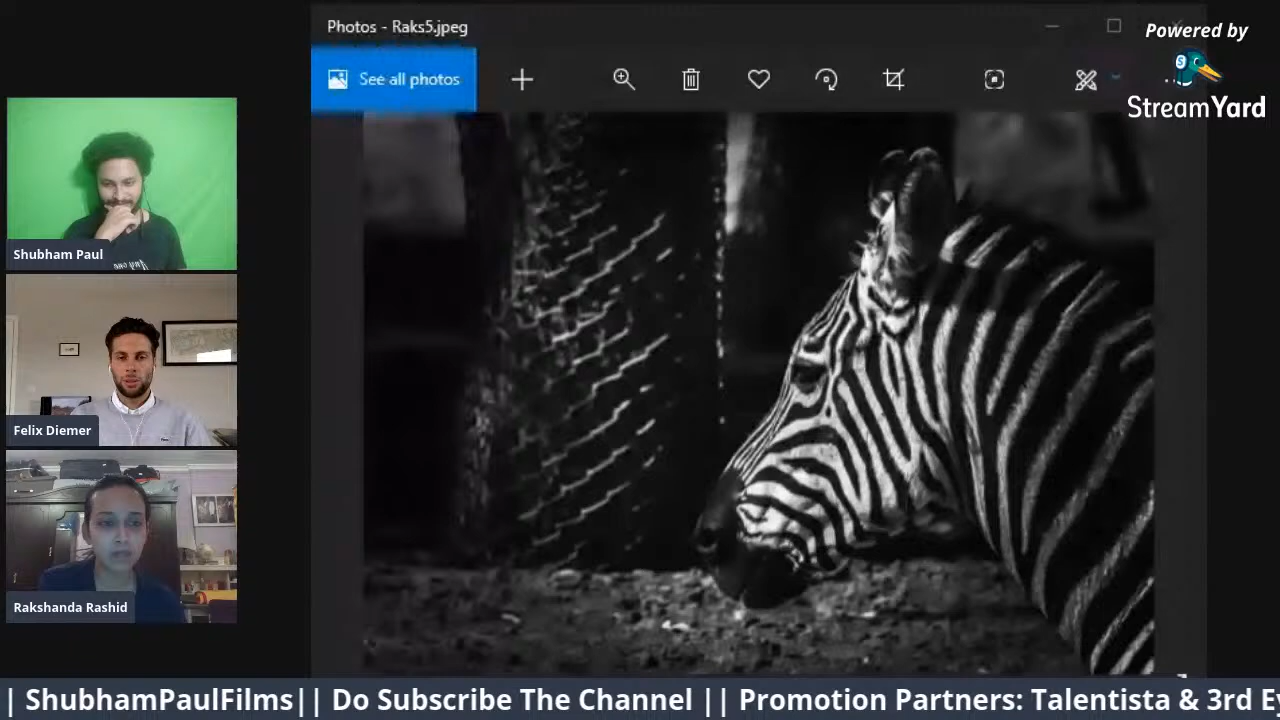 Photos - Raks5.jpeg
See all photos
Powered by
StreamYard
Shubham Paul
Felix Diemer
Rakshanda Rashid
| ShubhamPaulFilms|| Do Subscribe The Channel || Promotion Partners: Talentista & 3rd